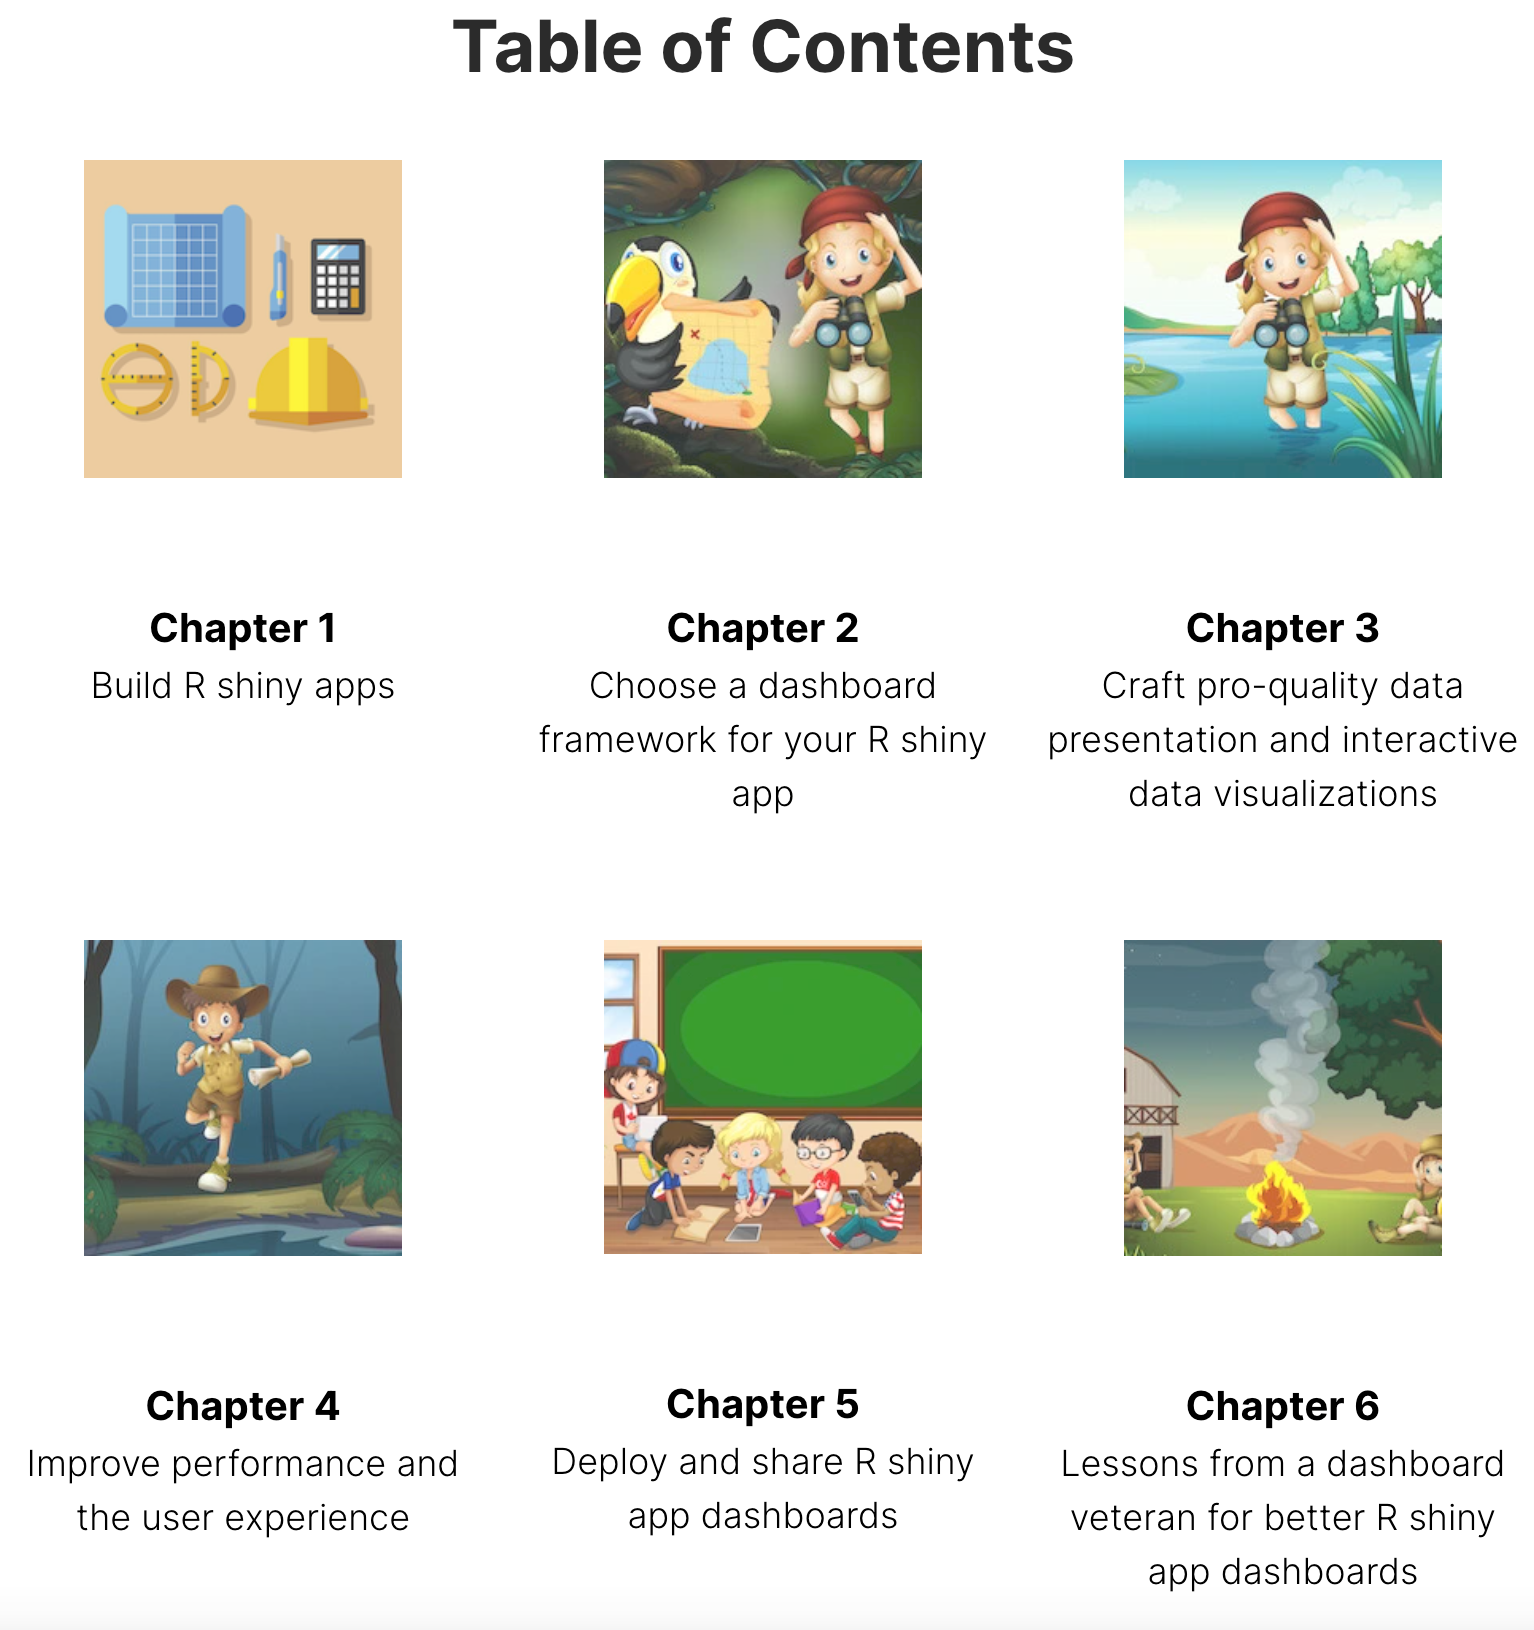 Table of Contents
Chapter 1
Build R shiny apps
Chapter 2
Choose a dashboard
framework for your R shiny
app
Chapter 3
Craft pro-quality data
presentation and interactive
data visualizations
Chapter 4
Improve performance and
the user experience
Chapter 5
Deploy and share R shiny
app dashboards
Chapter 6
Lessons from a dashboard
veteran for better R shiny
app dashboards